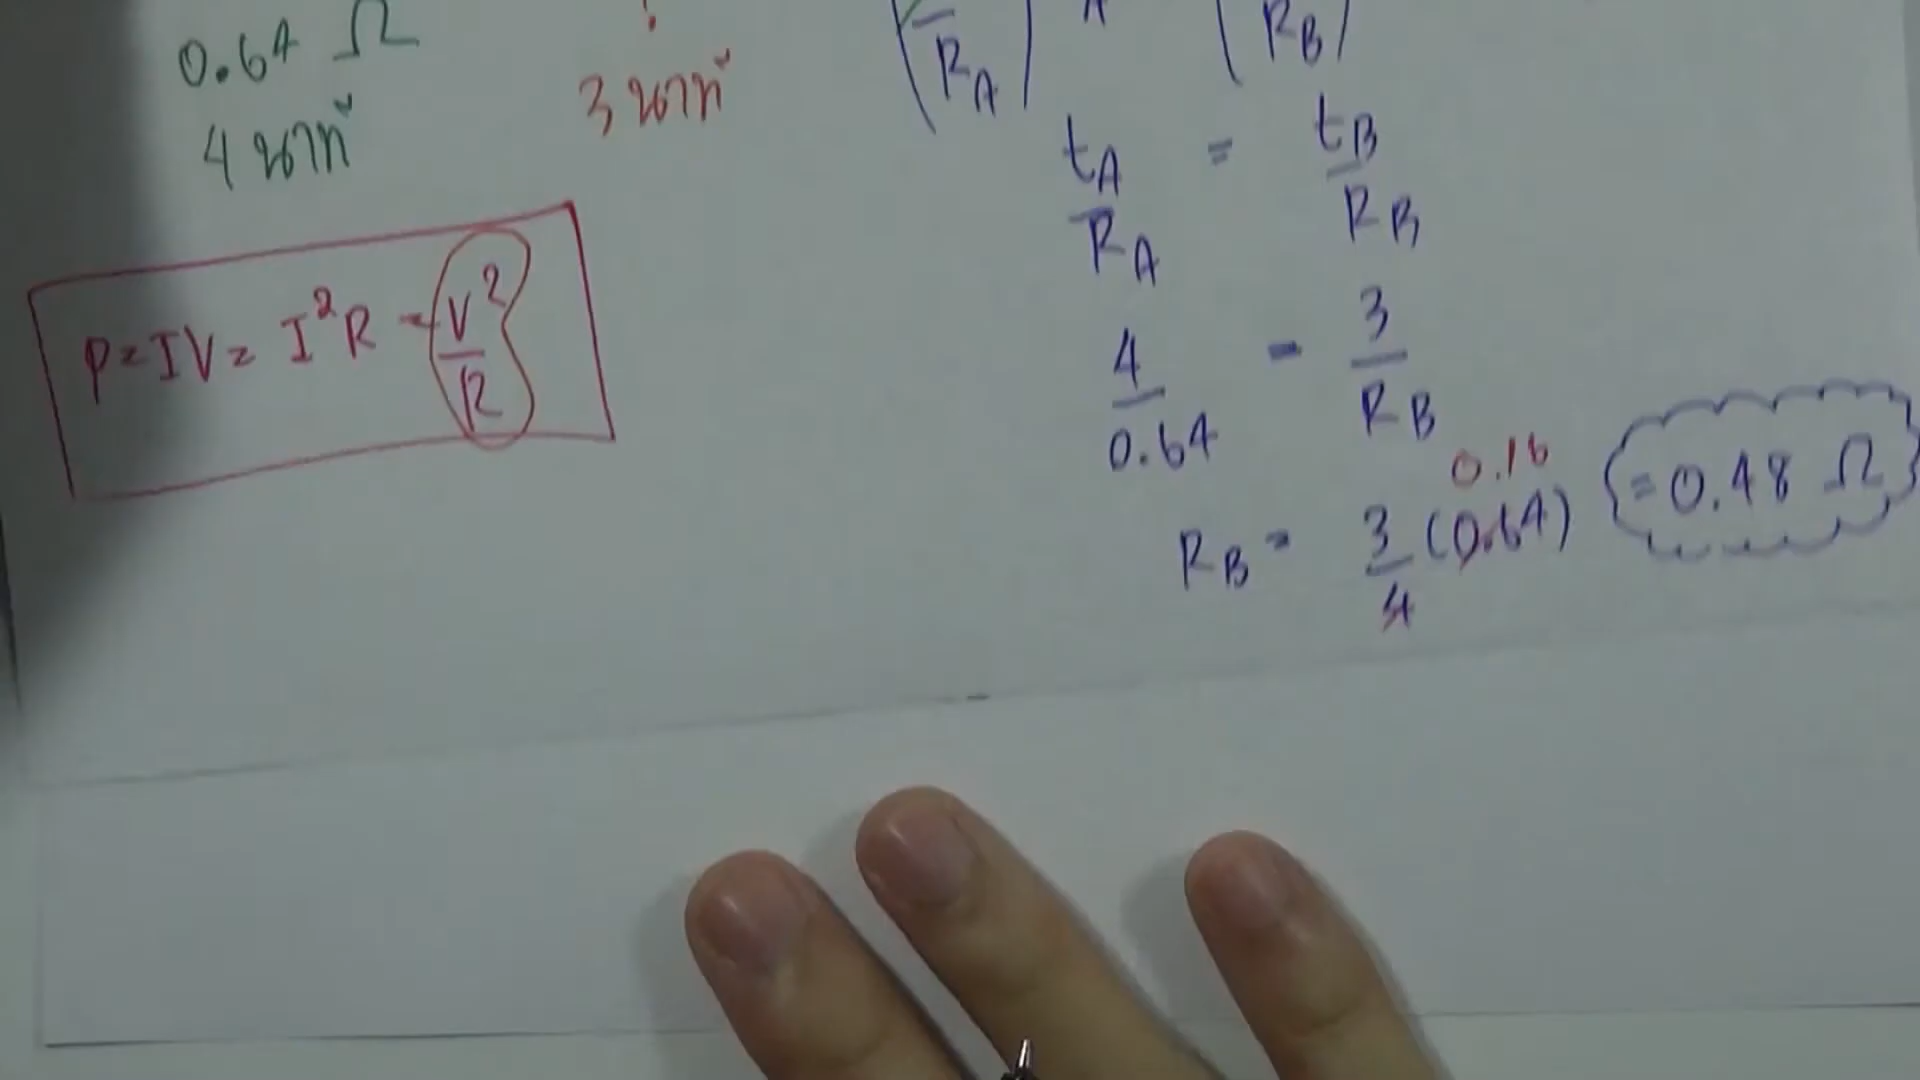 0.64 Ω
4 นาที
?
3 นาที
P = IV = I²R = V²/R
R_A
R_B
t_A/R_A = t_B/R_B
4/0.64 = 3/R_B
0.16
R_B = 3/4 (0.64) = 0.48 Ω